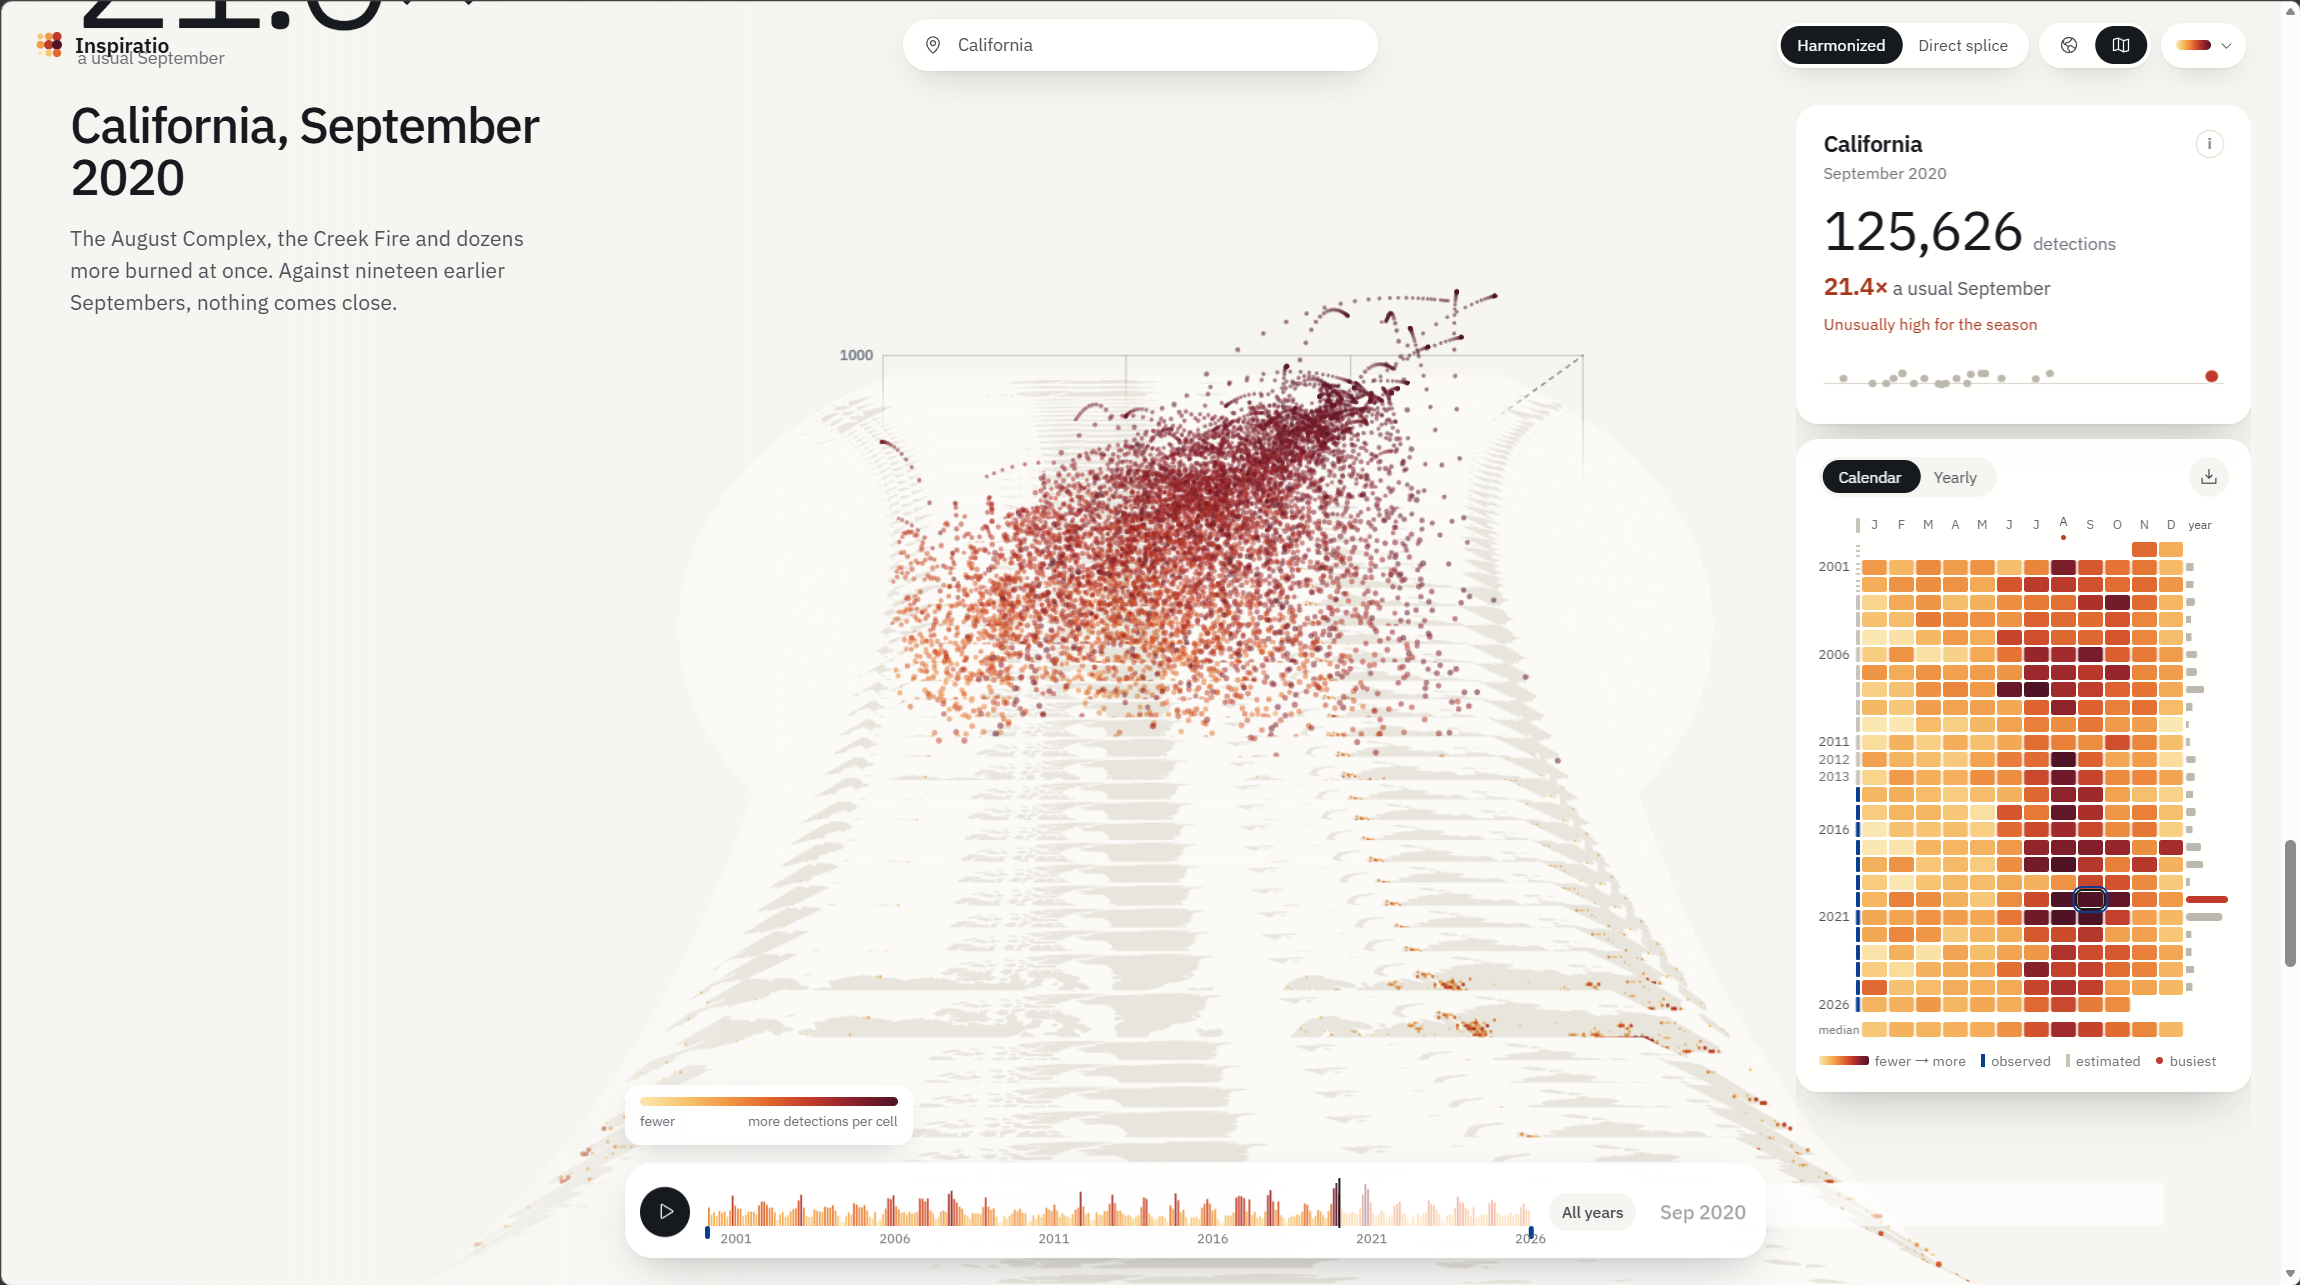 Inspiratio
a usual September
California
Harmonized
Direct splice
California, September
2020
The August Complex, the Creek Fire and dozens
more burned at once. Against nineteen earlier
Septembers, nothing comes close.
1000
fewer
more detections per cell
2001
2006
2011
2016
2021
2026
All years
Sep 2020
California
i
September 2020
125,626 detections
21.4× a usual September
Unusually high for the season
Calendar
Yearly
J F M A M J J A S O N D year
2001
2006
2011
2012
2013
2016
2021
2026
median
fewer → more
observed
estimated
busiest